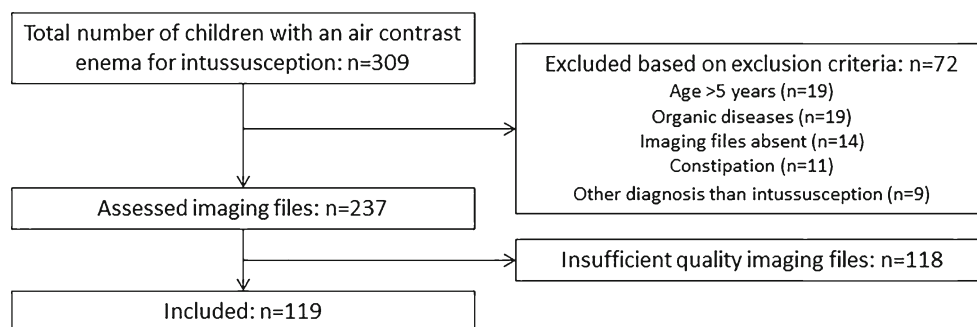 Total number of children with an air contrast
enema for intussusception: n=309
Excluded based on exclusion criteria: n=72
Age >5 years (n=19)
Organic diseases (n=19)
Imaging files absent (n=14)
Constipation (n=11)
Other diagnosis than intussusception (n=9)
Assessed imaging files: n=237
Insufficient quality imaging files: n=118
Included: n=119